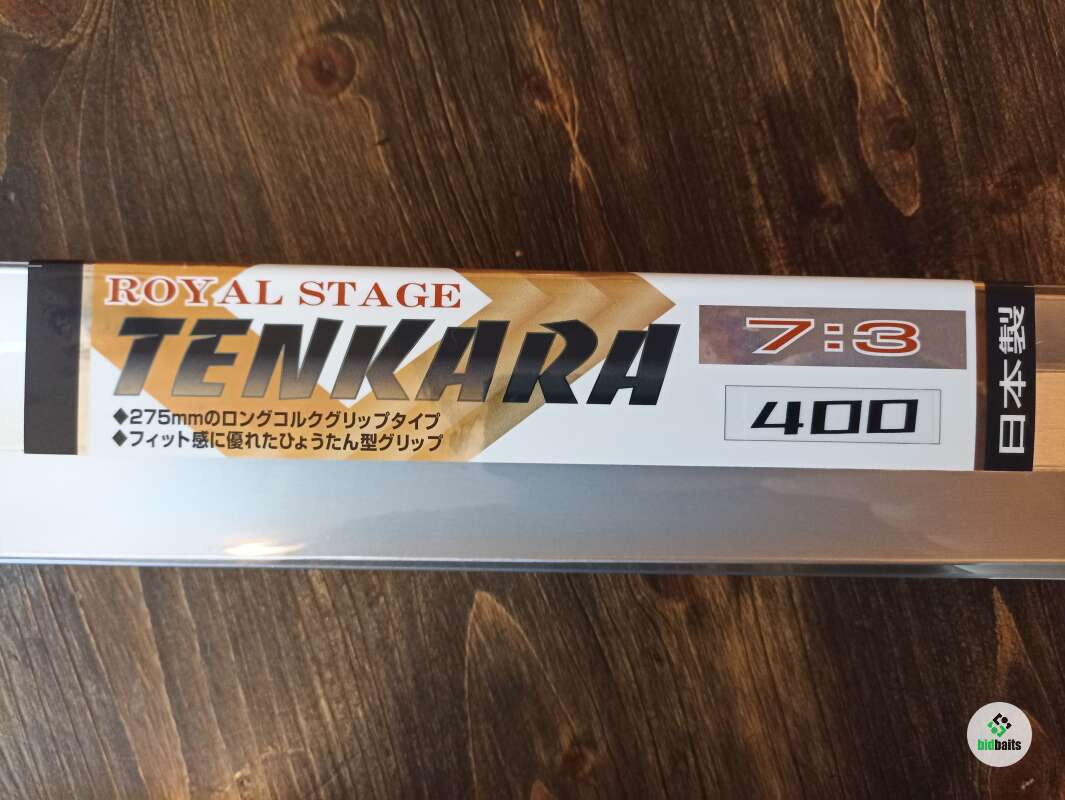 ROYAL STAGE
TENKARA
◆275mmのロングコルクグリップタイプ
◆フィット感に優れたひょうたん型グリップ
7:3
400
日本製
bidbaits